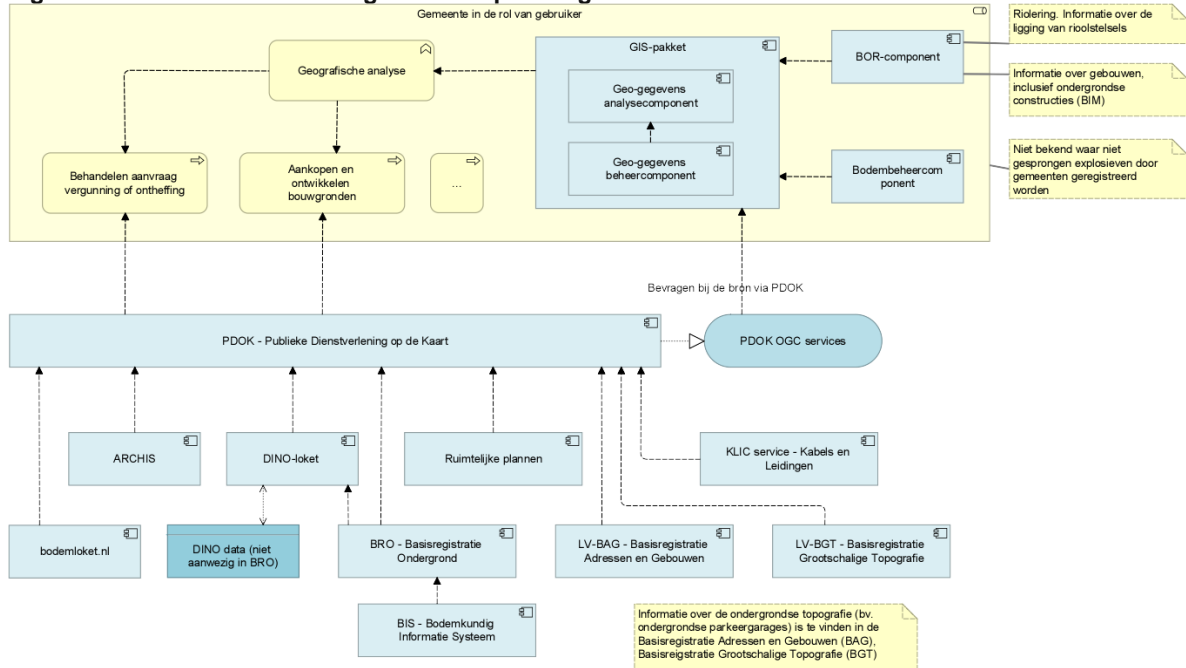 Gemeente in de rol van gebruiker
Riolering. Informatie over de
ligging van rioolstelsels
GIS-pakket
BOR-component
Geografische analyse
Geo-gegevens
analysecomponent
Informatie over gebouwen,
inclusief ondergrondse
constructies (BIM)
Behandelen aanvraag
vergunning of ontheffing
Aankopen en
ontwikkelen
bouwgronden
...
Geo-gegevens
beheercomponent
Bodembeheercom
ponent
Niet bekend waar niet
gesprongen explosieven door
gemeenten geregistreerd
worden
Bevragen bij de bron via PDOK
PDOK - Publieke Dienstverlening op de Kaart
PDOK OGC services
ARCHIS
DINO-loket
Ruimtelijke plannen
KLIC service - Kabels en
Leidingen
bodemloket.nl
DINO data (niet
aanwezig in BRO)
BRO - Basisregistratie
Ondergrond
LV-BAG - Basisregistratie
Adressen en Gebouwen
LV-BGT - Basisregistratie
Grootschalige Topografie
BIS - Bodemkundig
Informatie Systeem
Informatie over de ondergrondse topografie (bv.
ondergrondse parkeergarages) is te vinden in de
Basisregistratie Adressen en Gebouwen (BAG),
Basisreigstratie Grootschalige Topografie (BGT)